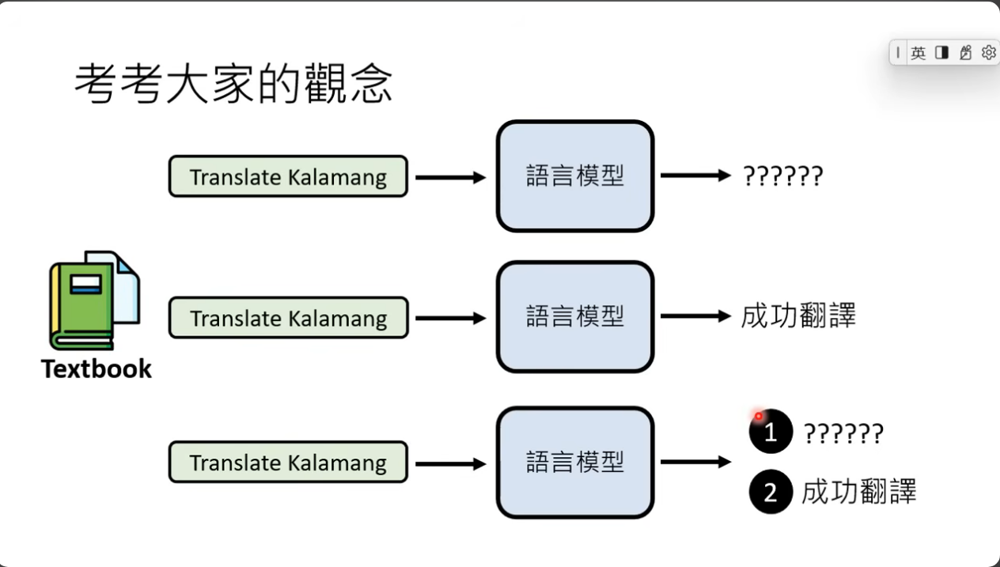 英
考考大家的觀念
Translate Kalamang
語言模型
??????
Textbook
Translate Kalamang
語言模型
成功翻譯
Translate Kalamang
語言模型
1 ??????
2 成功翻譯